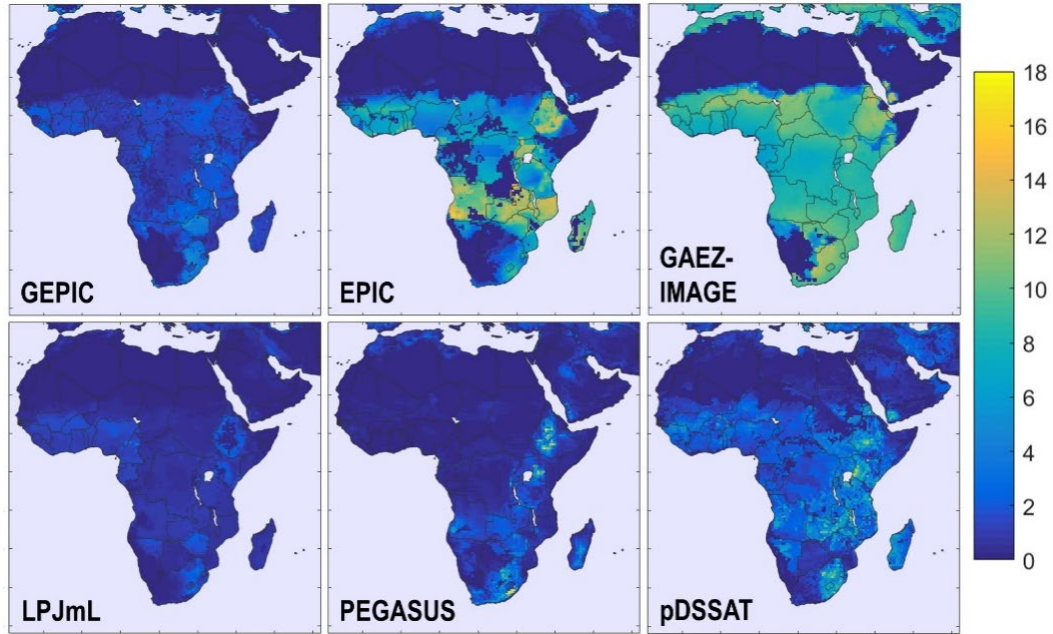 GEPIC
EPIC
GAEZ-
IMAGE
LPJmL
PEGASUS
pDSSAT
18
16
14
12
10
8
6
4
2
0